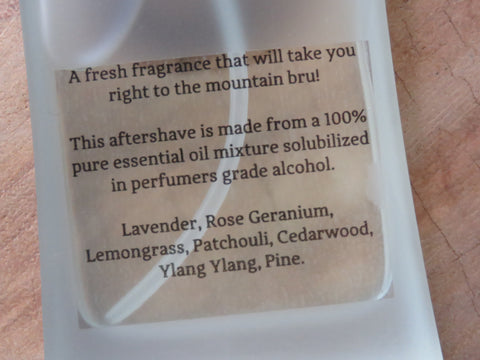 A fresh fragrance that will take you
right to the mountain bru!
This aftershave is made from a 100%
pure essential oil mixture solubilized
in perfumers grade alcohol.
Lavender, Rose Geranium,
Lemongrass, Patchouli, Cedarwood,
Ylang Ylang, Pine.